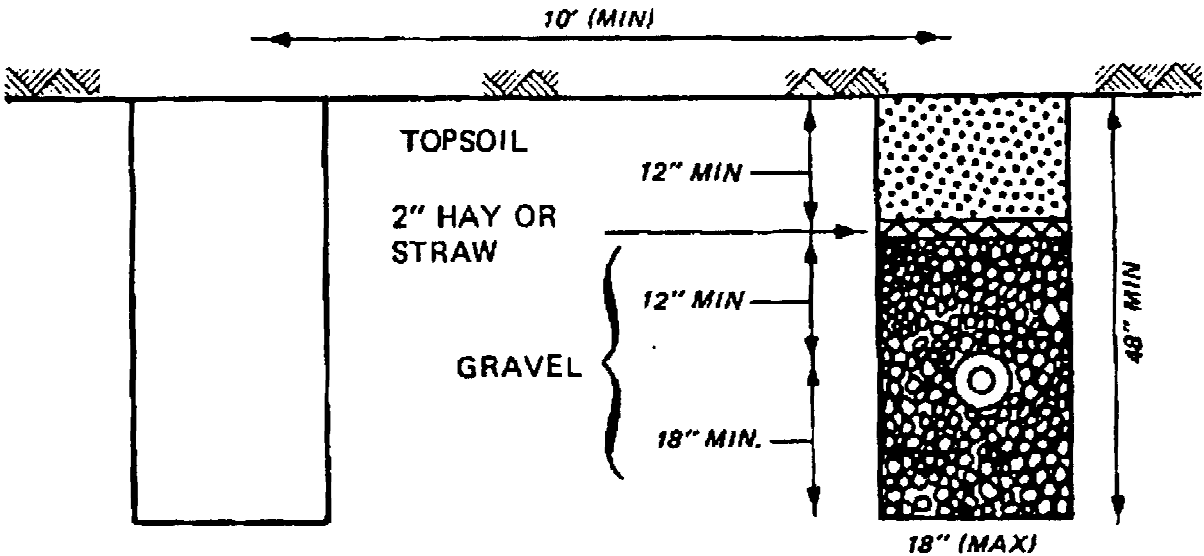 10' (MIN)
TOPSOIL
12" MIN
2" HAY OR
STRAW
12" MIN
GRAVEL
18" MIN.
48" MIN
18" (MAX)